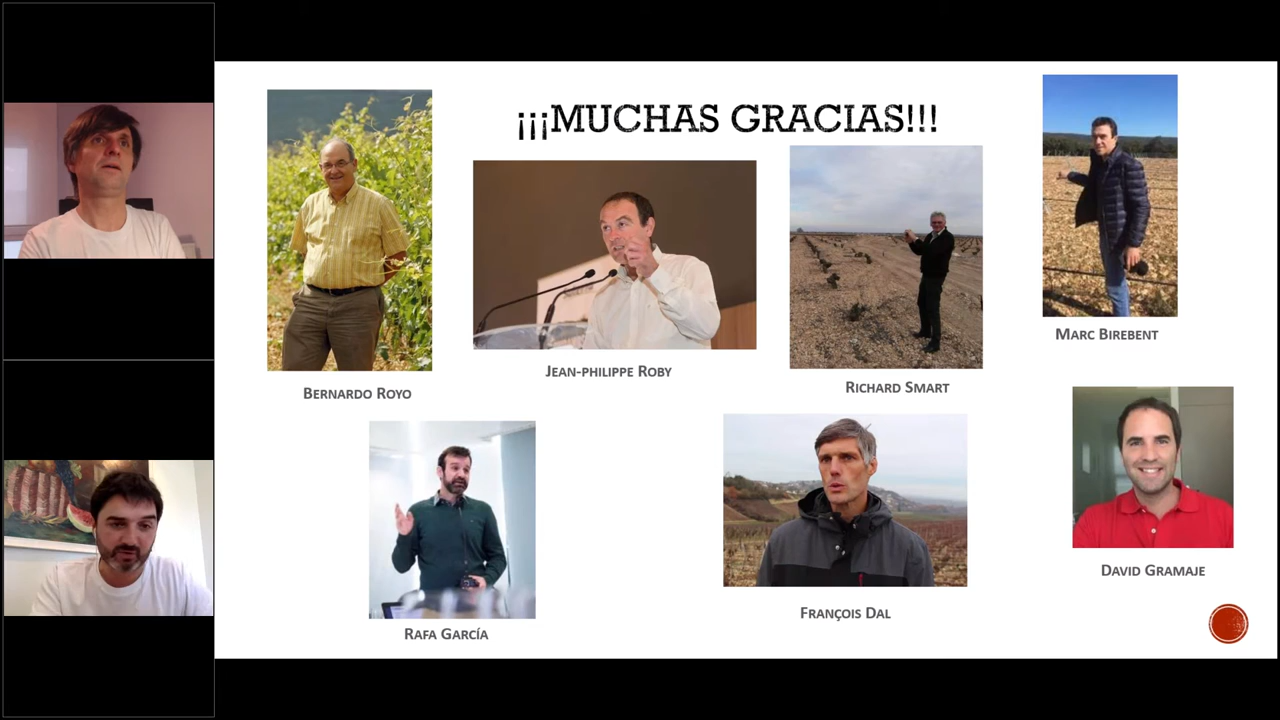 ¡¡¡MUCHAS GRACIAS!!!
BERNARDO ROYO
JEAN-PHILIPPE ROBY
RICHARD SMART
MARC BIREBENT
RAFA GARCÍA
FRANÇOIS DAL
DAVID GRAMAJE